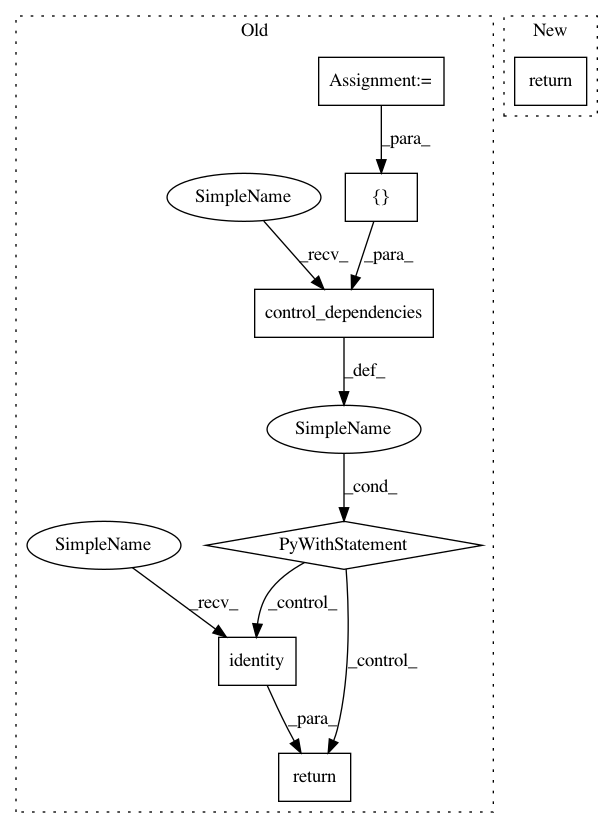 Old
New
Assignment:=
return
_para_
SimpleName
{}
_recv_
_para_
control_dependencies
_def_
SimpleName
_cond_
SimpleName
PyWithStatement
_recv_
_control_
identity
_control_
_para_
return